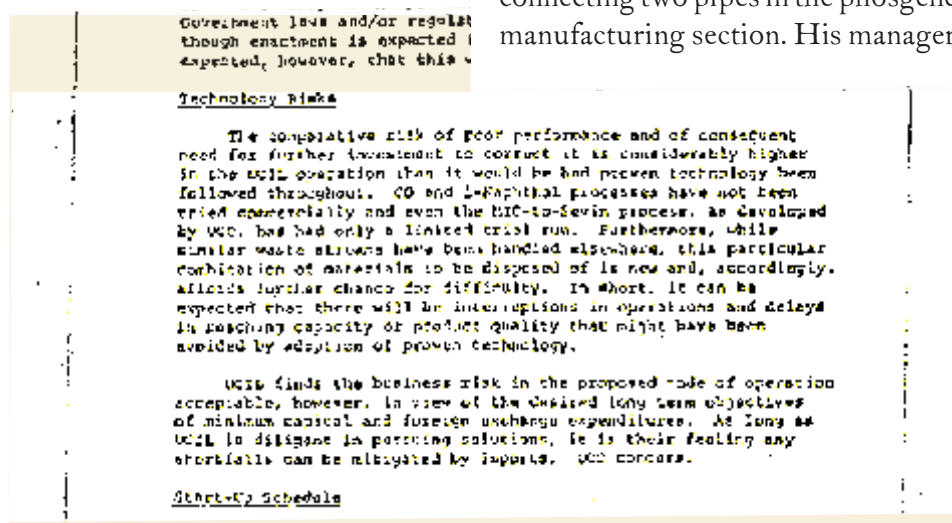 connecting two pipes in the phosgene
manufacturing section. His manager
Government laws and/or
though enactment is expected
expected, however, that this
Technology Risks
The comparative risk of poor performance and of consequent
need for further investment to correct it is considerably higher
in the UCIL operation than it would be had proven technology been
followed throughout. CO and 1-Naphthol processes have not been
tried commercially and even the MIC-to-Sevin process, as developed
by UCC, has had only a limited trial run. Furthermore, while
similar waste streams have been handled elsewhere, this particular
combination of materials to be disposed of is new and, accordingly,
affords further chance for difficulty. In short, it can be
expected that there will be interruptions in operations and delays
in reaching capacity or product quality that might have been
avoided by adoption of proven technology.
UCIL finds the business risk in the proposed mode of operation
acceptable, however, in view of the desired long term objectives
of minimum capital and foreign exchange expenditures. As long as
UCIL is diligent in pursuing solutions, it is their feeling any
shortfalls can be mitigated by imports. UCC concurs.
Start-Up Schedule